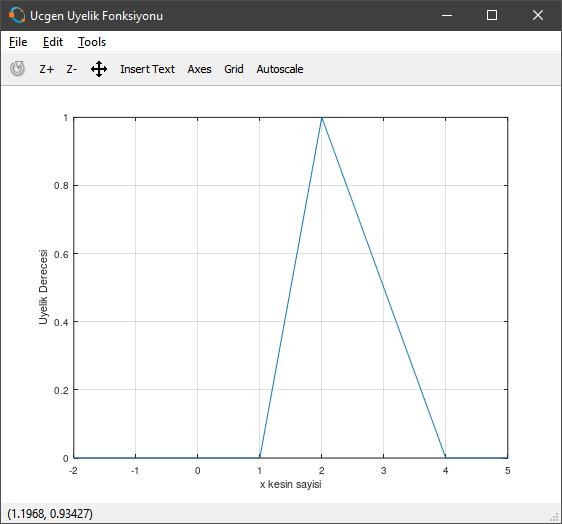 Ucgen Uyelik Fonksiyonu
File Edit Tools
Z+ Z- Insert Text Axes Grid Autoscale
1
0.8
0.6
0.4
0.2
0
Uyelik Derecesi
-2 -1 0 1 2 3 4 5
x kesin sayisi
(1.1968, 0.93427)